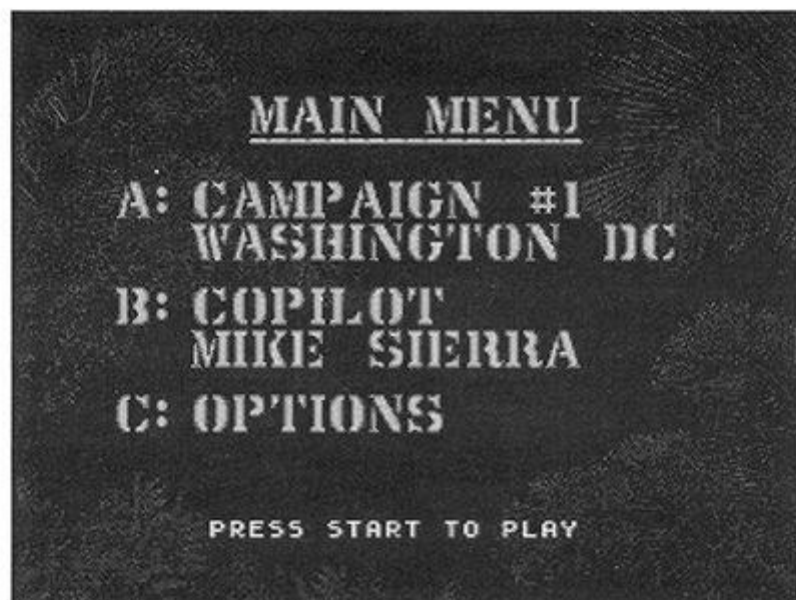 MAIN MENU
A: CAMPAIGN #1
WASHINGTON DC
B: COPILOT
MIKE SIERRA
C: OPTIONS
PRESS START TO PLAY